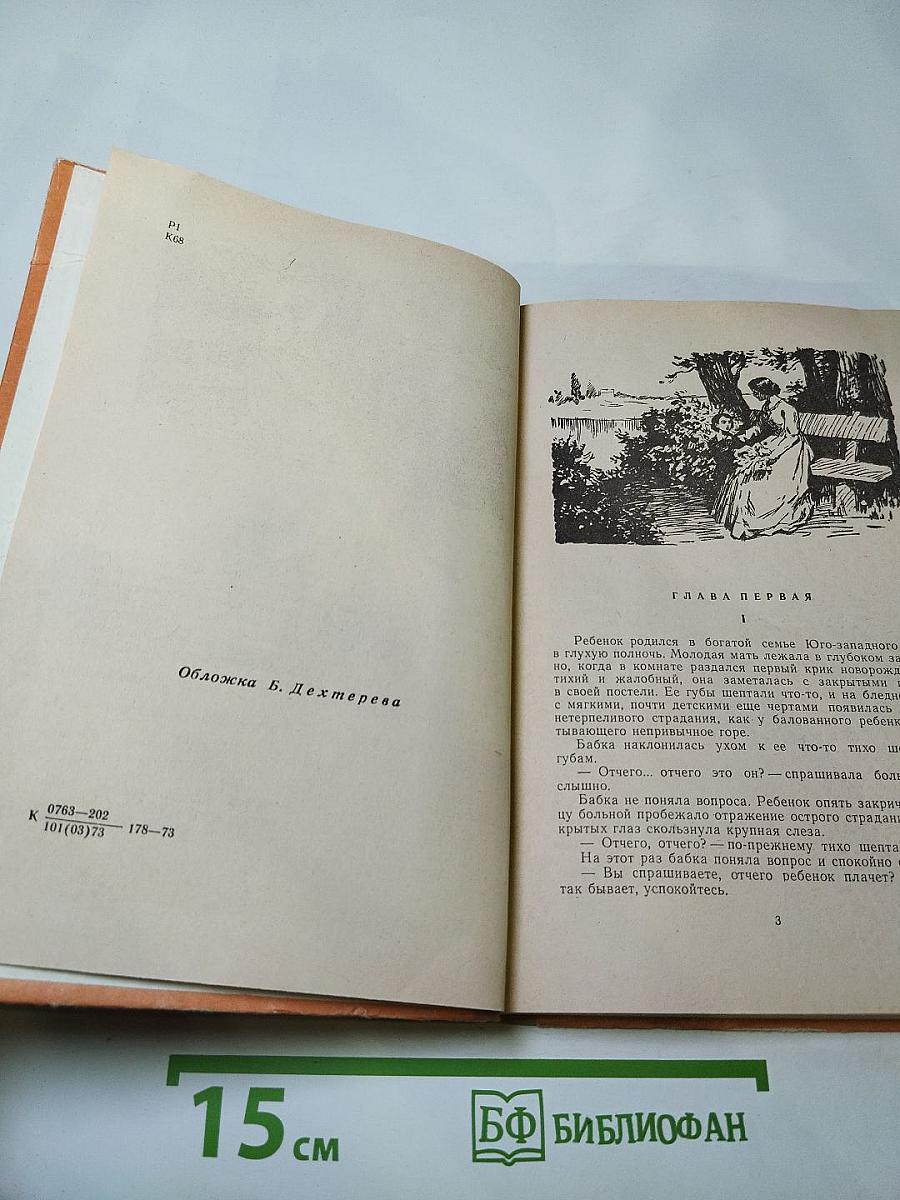 Р1
К68
Обложка Б. Дехтерева
К 0763—202
101(03)73 — 178—73
ГЛАВА ПЕРВАЯ
I
Ребенок родился в богатой семье Юго-западного
в глухую полночь. Молодая мать лежала в глубоком за
но, когда в комнате раздался первый крик новорожд
тихий и жалобный, она заметалась с закрытыми
в своей постели. Ее губы шептали что-то, и на бледн
с мягкими, почти детскими еще чертами появилась
нетерпеливого страдания, как у балованного ребенк
тывающего непривычное горе.
Бабка наклонилась ухом к ее что-то тихо ш
губам.
— Отчего... отчего это он? — спрашивала боль
слышно.
Бабка не поняла вопроса. Ребенок опять закрич
цу больной пробежало отражение острого страдан
крытых глаз скользнула крупная слеза.
— Отчего, отчего? — по-прежнему тихо шепта
На этот раз бабка поняла вопрос и спокойно
— Вы спрашиваете, отчего ребенок плачет?
так бывает, успокойтесь.
3
15 см
БФ БИБЛИОФАН